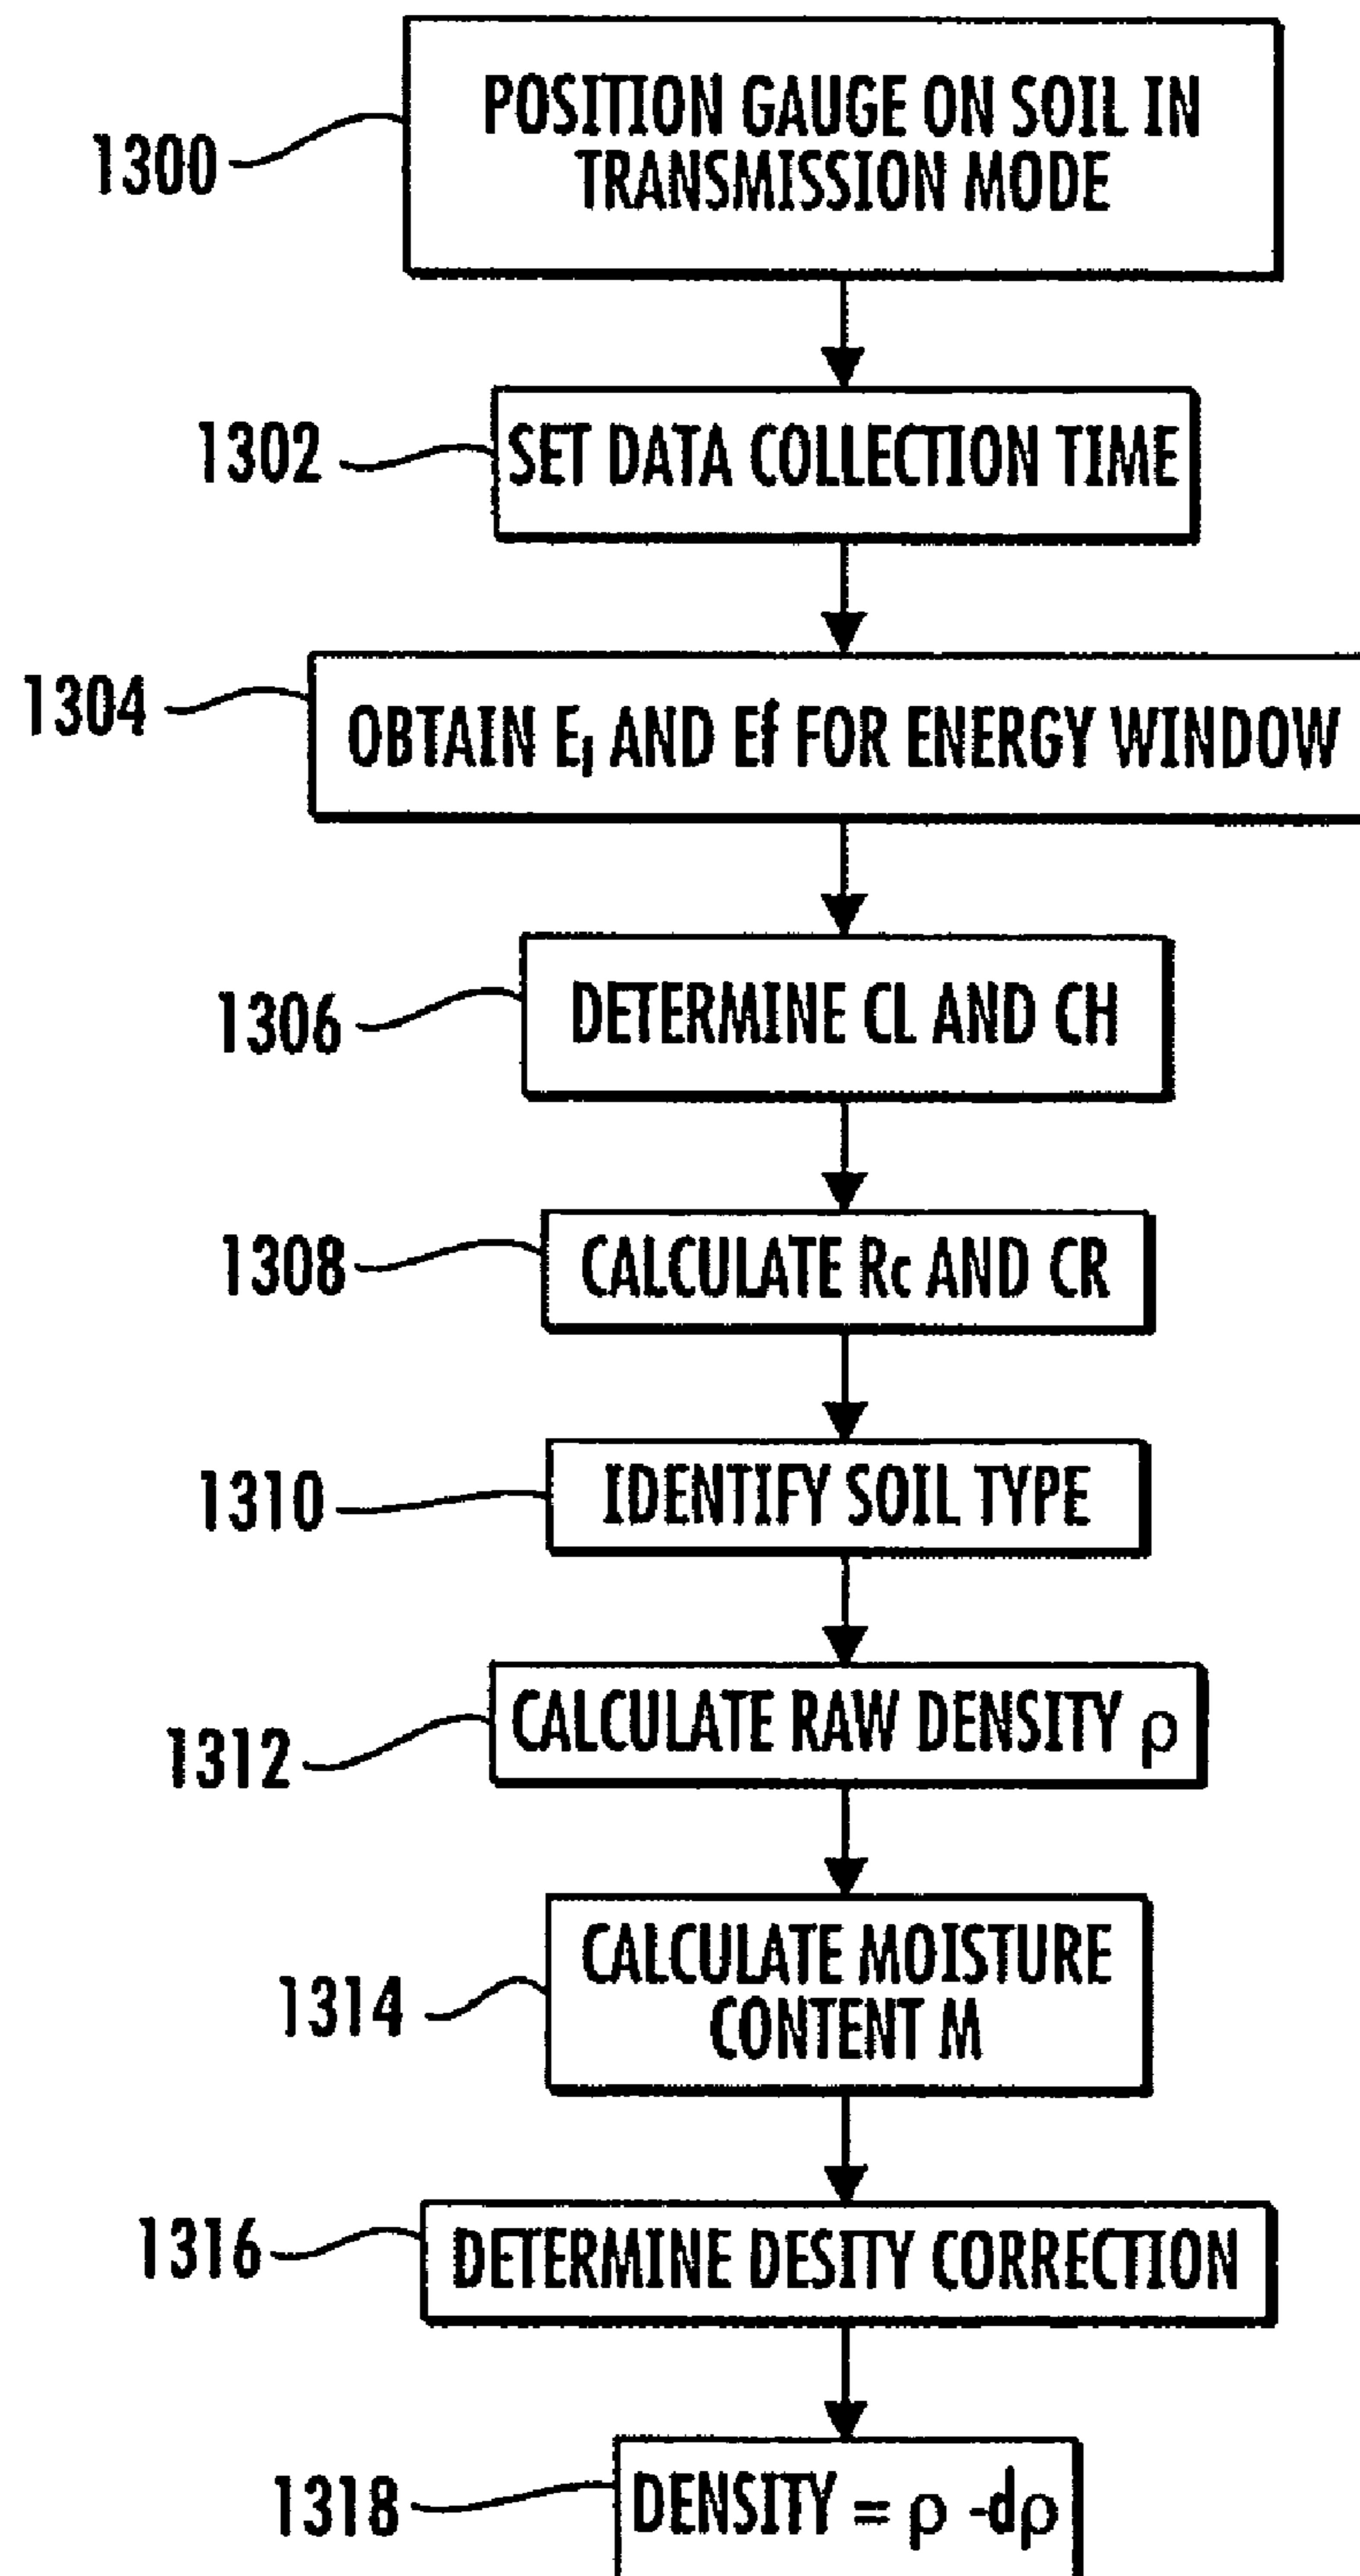 POSITION GAUGE ON SOIL IN
TRANSMISSION MODE
1300
1302
SET DATA COLLECTION TIME
1304
OBTAIN Eᵢ AND Ef FOR ENERGY WINDOW
1306
DETERMINE CL AND CH
1308
CALCULATE Rc AND CR
1310
IDENTIFY SOIL TYPE
1312
CALCULATE RAW DENSITY ρ
1314
CALCULATE MOISTURE
CONTENT M
1316
DETERMINE DESITY CORRECTION
1318
DENSITY = ρ -dρ